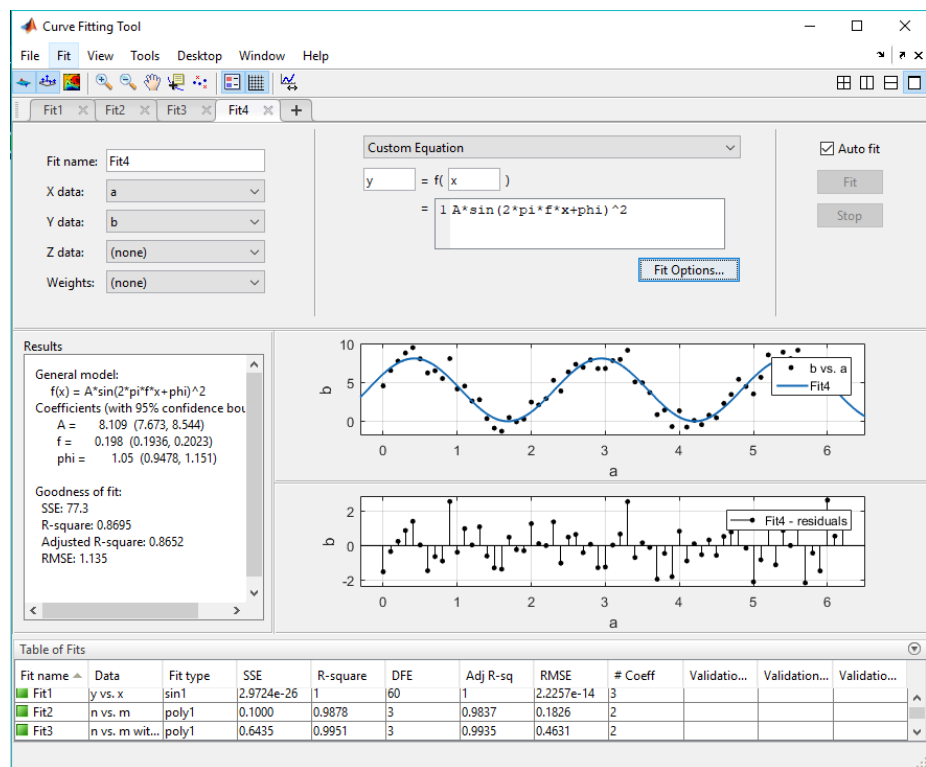 Curve Fitting Tool
File Fit View Tools Desktop Window Help
Fit1 Fit2 Fit3 Fit4
Fit name: Fit4
X data: a
Y data: b
Z data: (none)
Weights: (none)
Custom Equation
y = f( x )
= 1 A*sin(2*pi*f*x+phi)^2
Fit Options...
Auto fit
Fit
Stop
Results
General model:
f(x) = A*sin(2*pi*f*x+phi)^2
Coefficients (with 95% confidence bou
A = 8.109 (7.673, 8.544)
f = 0.198 (0.1936, 0.2023)
phi = 1.05 (0.9478, 1.151)
Goodness of fit:
SSE: 77.3
R-square: 0.8695
Adjusted R-square: 0.8652
RMSE: 1.135
10
5
0
b
b vs. a
Fit4
0 1 2 3 4 5 6
a
2
0
-2
b
Fit4 - residuals
0 1 2 3 4 5 6
a
Table of Fits
Fit name Data Fit type SSE R-square DFE Adj R-sq RMSE # Coeff Validatio... Validation... Validatio...
Fit1 y vs. x sin1 2.9724e-26 1 60 1 2.2257e-14 3
Fit2 n vs. m poly1 0.1000 0.9878 3 0.9837 0.1826 2
Fit3 n vs. m wit... poly1 0.6435 0.9951 3 0.9935 0.4631 2